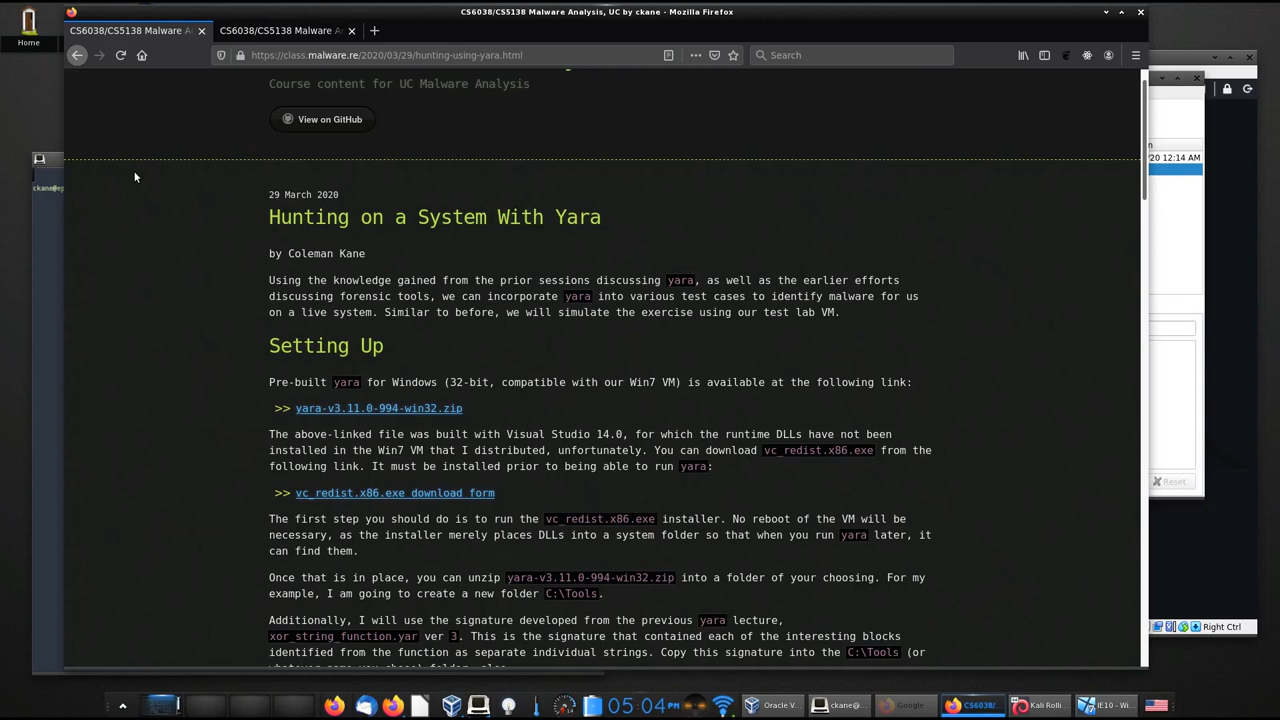 CS6038/CS5138 Malware Analysis, UC by ckane - Mozilla Firefox
Home
CS6038/CS5138 Malware A
CS6038/CS5138 Malware A
https://class.malware.re/2020/03/29/hunting-using-yara.html
Search
Course content for UC Malware Analysis
View on GitHub
n
20 12:14 AM
ckane@ep
29 March 2020
Hunting on a System With Yara
by Coleman Kane
Using the knowledge gained from the prior sessions discussing yara, as well as the earlier efforts
discussing forensic tools, we can incorporate yara into various test cases to identify malware for us
on a live system. Similar to before, we will simulate the exercise using our test lab VM.
Setting Up
Pre-built yara for Windows (32-bit, compatible with our Win7 VM) is available at the following link:
>> yara-v3.11.0-994-win32.zip
The above-linked file was built with Visual Studio 14.0, for which the runtime DLLs have not been
installed in the Win7 VM that I distributed, unfortunately. You can download vc_redist.x86.exe from the
following link. It must be installed prior to being able to run yara:
Reset
>> vc_redist.x86.exe download form
The first step you should do is to run the vc_redist.x86.exe installer. No reboot of the VM will be
necessary, as the installer merely places DLLs into a system folder so that when you run yara later, it
can find them.
Once that is in place, you can unzip yara-v3.11.0-994-win32.zip into a folder of your choosing. For my
example, I am going to create a new folder C:\Tools.
Additionally, I will use the signature developed from the previous yara lecture,
xor_string_function.yar ver 3. This is the signature that contained each of the interesting blocks
identified from the function as separate individual strings. Copy this signature into the C:\Tools (or
Right Ctrl
05:04 PM
Oracle V...
ckane@...
Google
CS6038/...
Kali Rolli...
IE10 - Wi...